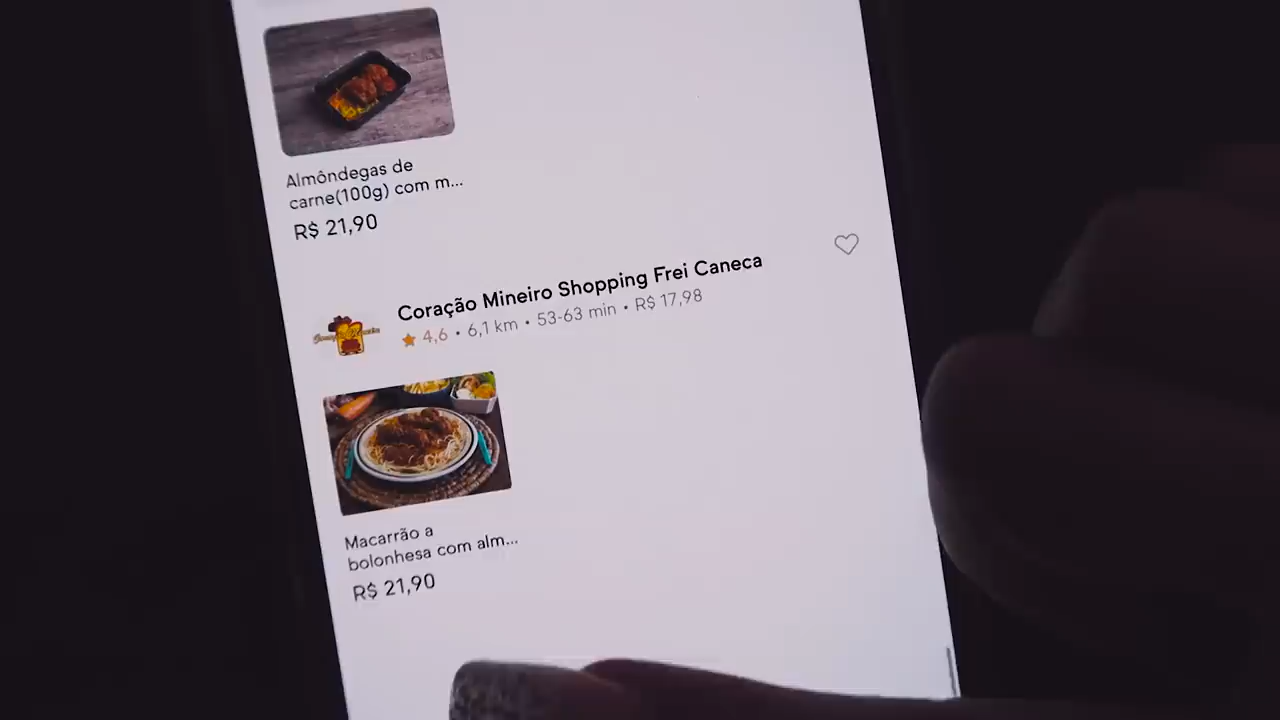 Almôndegas de
carne(100g) com m...
R$ 21,90
Coração Mineiro Shopping Frei Caneca
4,6 • 6,1 km • 53-63 min • R$ 17,98
Macarrão a
bolonhesa com alm...
R$ 21,90